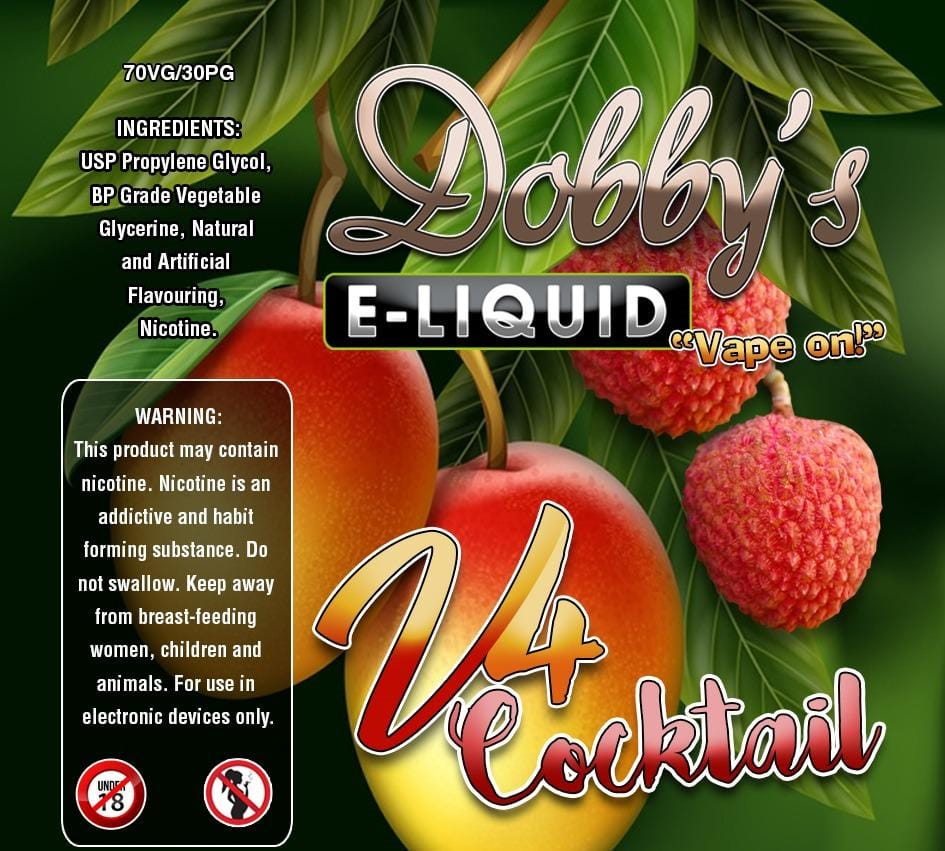 70VG/30PG
INGREDIENTS:
USP Propylene Glycol,
BP Grade Vegetable
Glycerine, Natural
and Artificial
Flavouring,
Nicotine.
WARNING:
This product may contain
nicotine. Nicotine is an
addictive and habit
forming substance. Do
not swallow. Keep away
from breast-feeding
women, children and
animals. For use in
electronic devices only.
UNDER
18
Dobby's
E-LIQUID
“Vape on!”
V4
Cocktail